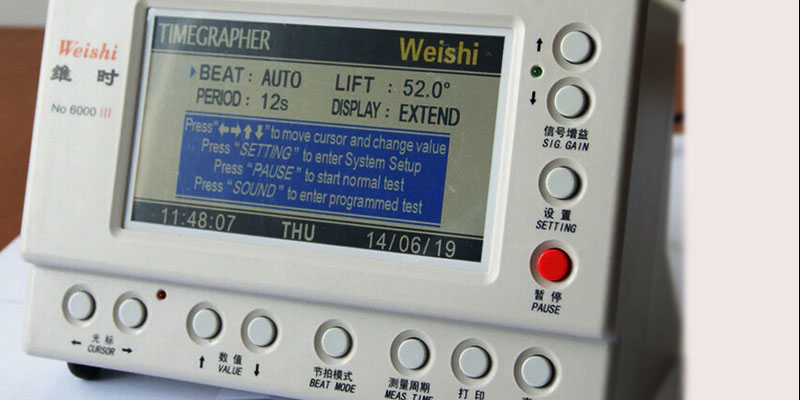 TIMEGRAPHER Weishi
Weishi
维 时
No 6000 III
BEAT : AUTO LIFT : 52.0°
PERIOD : 12s DISPLAY : EXTEND
Press "←→↑↓" to move cursor and change value
Press "SETTING" to enter System Setup
Press "PAUSE" to start normal test
Press "SOUND" to enter programmed test
11:48:07 THU 14/06/19
↑
↓
信号增益
SIG.GAIN
设 置
SETTING
暂 停
PAUSE
光 标
← CURSOR →
数 值
↑ VALUE ↓
节拍模式
BEAT MODE
测量周期
MEAS.TIME
打 印